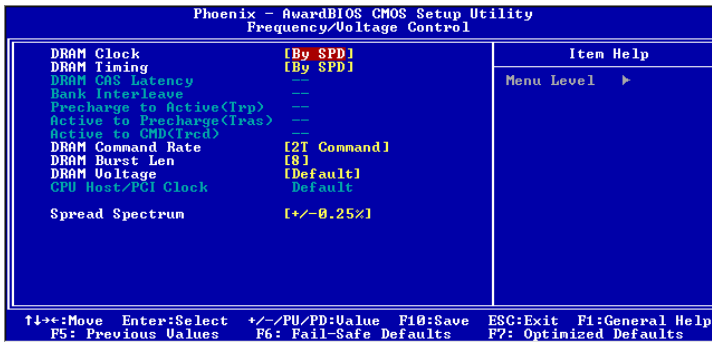 Phoenix - AwardBIOS CMOS Setup Utility
Frequency/Voltage Control
DRAM Clock [By SPD]
DRAM Timing [By SPD]
DRAM CAS Latency --
Bank Interleave --
Precharge to Active(Trp) --
Active to Precharge(Tras) --
Active to CMD(Trcd) --
DRAM Command Rate [2T Command]
DRAM Burst Len [8]
DRAM Voltage [Default]
CPU Host/PCI Clock Default
Spread Spectrum [+/-0.25%]
Item Help
Menu Level ▶
↑↓→←:Move Enter:Select +/-/PU/PD:Value F10:Save ESC:Exit F1:General Help
F5: Previous Values F6: Fail-Safe Defaults F7: Optimized Defaults